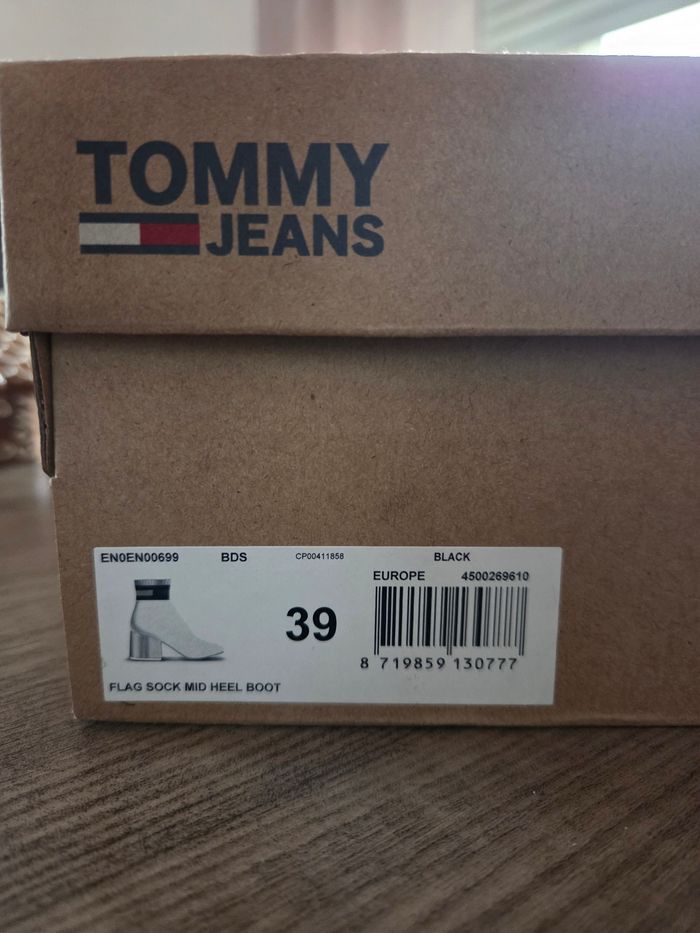 TOMMY
JEANS
EN0EN00699 BDS CP00411858 BLACK
EUROPE 4500269610
39
8 719859 130777
FLAG SOCK MID HEEL BOOT